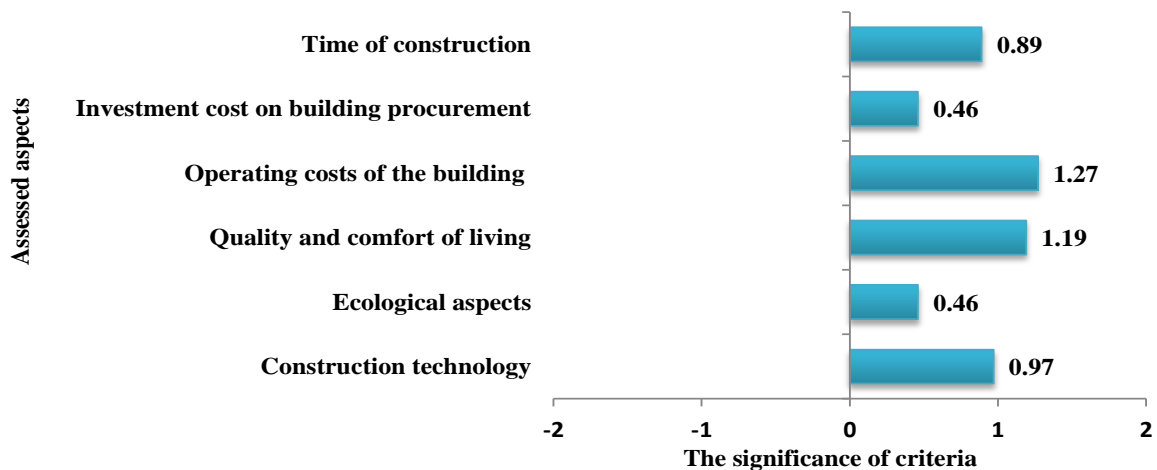 Assessed aspects
Time of construction
0.89
Investment cost on building procurement
0.46
Operating costs of the building
1.27
Quality and comfort of living
1.19
Ecological aspects
0.46
Construction technology
0.97
-2 -1 0 1 2
The significance of criteria